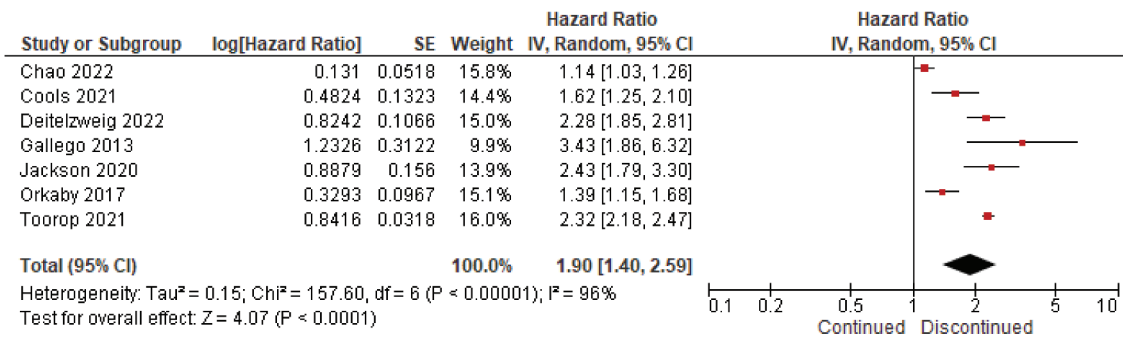 Hazard Ratio Hazard Ratio
Study or Subgroup log[Hazard Ratio] SE Weight IV, Random, 95% CI IV, Random, 95% CI
Chao 2022 0.131 0.0518 15.8% 1.14 [1.03, 1.26]
Cools 2021 0.4824 0.1323 14.4% 1.62 [1.25, 2.10]
Deitelzweig 2022 0.8242 0.1066 15.0% 2.28 [1.85, 2.81]
Gallego 2013 1.2326 0.3122 9.9% 3.43 [1.86, 6.32]
Jackson 2020 0.8879 0.156 13.9% 2.43 [1.79, 3.30]
Orkaby 2017 0.3293 0.0967 15.1% 1.39 [1.15, 1.68]
Toorop 2021 0.8416 0.0318 16.0% 2.32 [2.18, 2.47]
Total (95% CI) 100.0% 1.90 [1.40, 2.59]
Heterogeneity: Tau² = 0.15; Chi² = 157.60, df = 6 (P < 0.00001); I² = 96%
Test for overall effect: Z = 4.07 (P < 0.0001)
0.1 0.2 0.5 1 2 5 10
Continued Discontinued